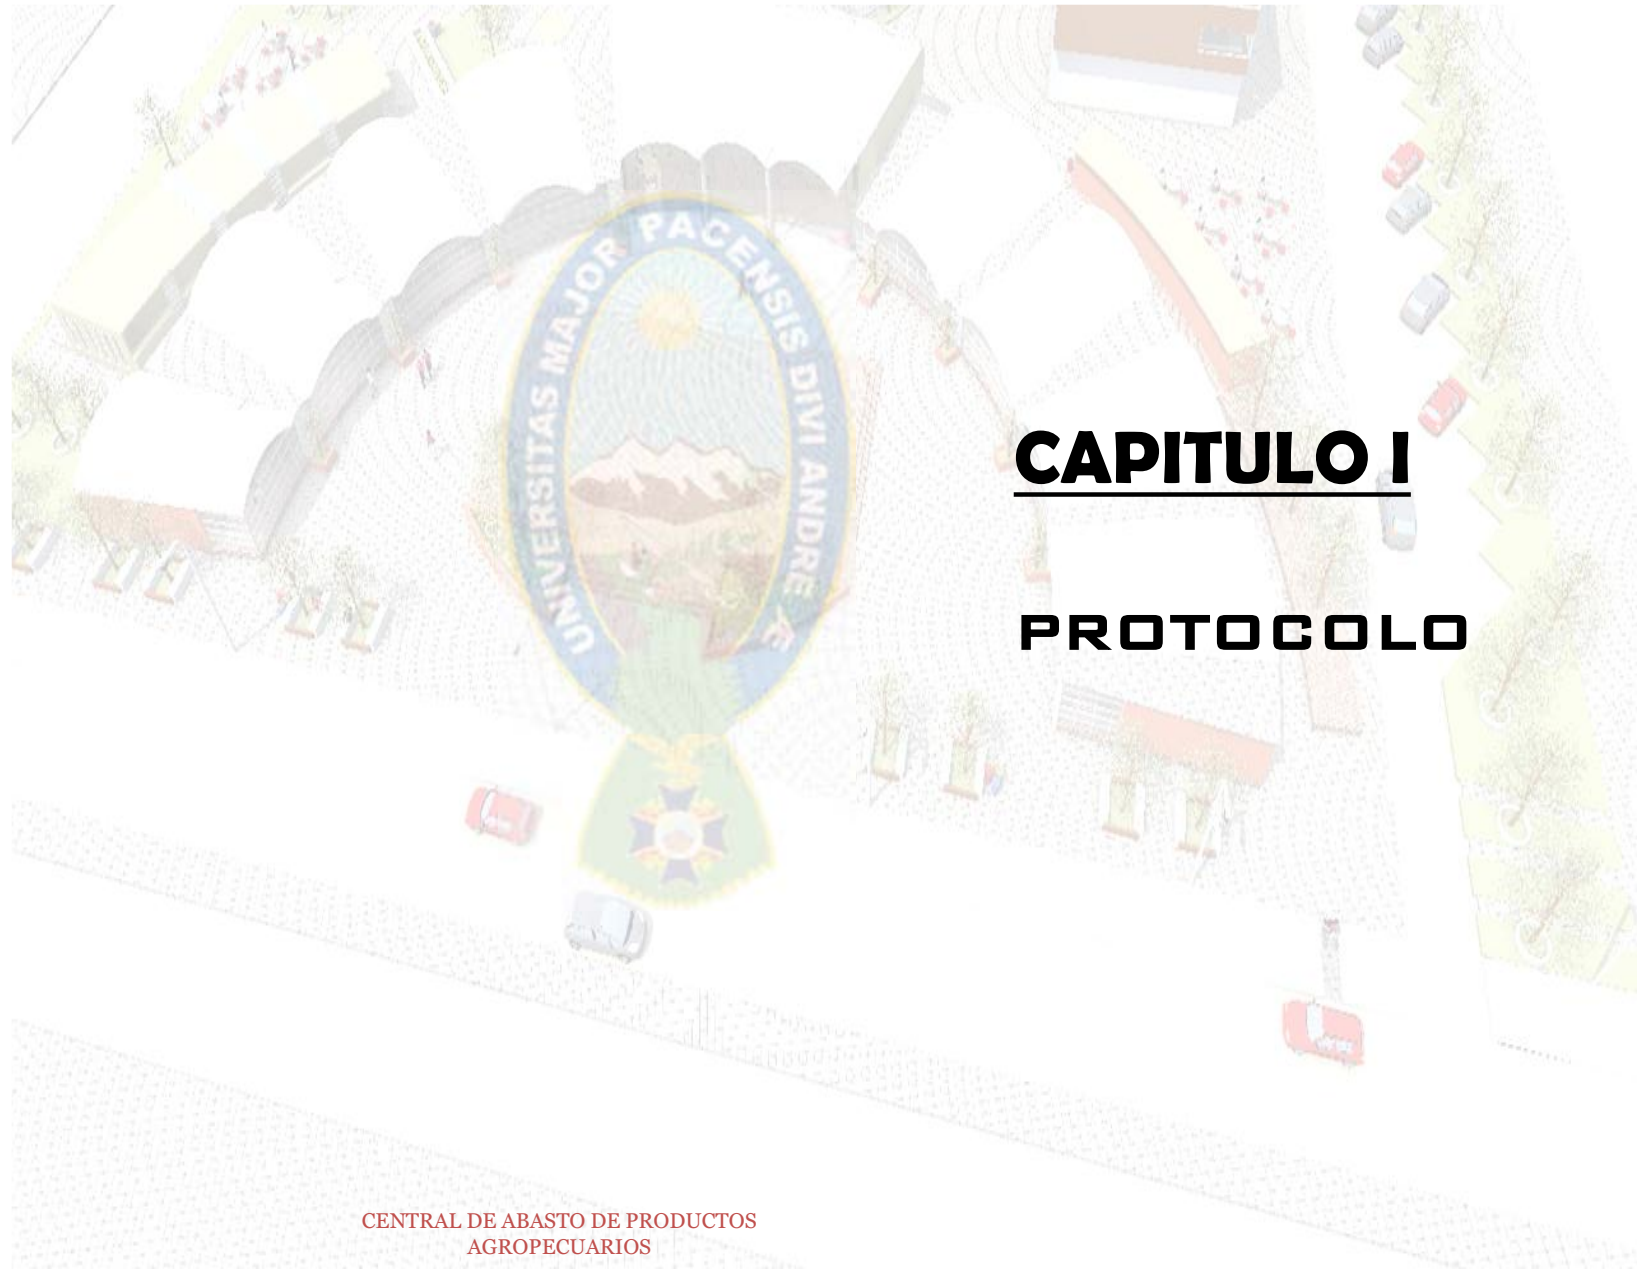 UNIVERSITAS MAJOR PACENSIS DIVI ANDRE Æ
CAPITULO I
PROTOCOLO
CENTRAL DE ABASTO DE PRODUCTOS
AGROPECUARIOS